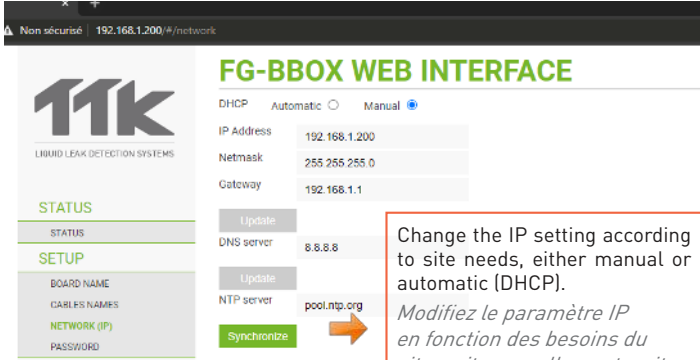 × +
Non sécurisé | 192.168.1.200/#/network
TTK
LIQUID LEAK DETECTION SYSTEMS
STATUS
STATUS
SETUP
BOARD NAME
CABLES NAMES
NETWORK (IP)
PASSWORD
FG-BBOX WEB INTERFACE
DHCP Automatic Manual
IP Address 192.168.1.200
Netmask 255.255.255.0
Gateway 192.168.1.1
Update
DNS server 8.8.8.8
Update
NTP server pool.ntp.org
Synchronize
Change the IP setting according
to site needs, either manual or
automatic (DHCP).
Modifiez le paramètre IP
en fonction des besoins du